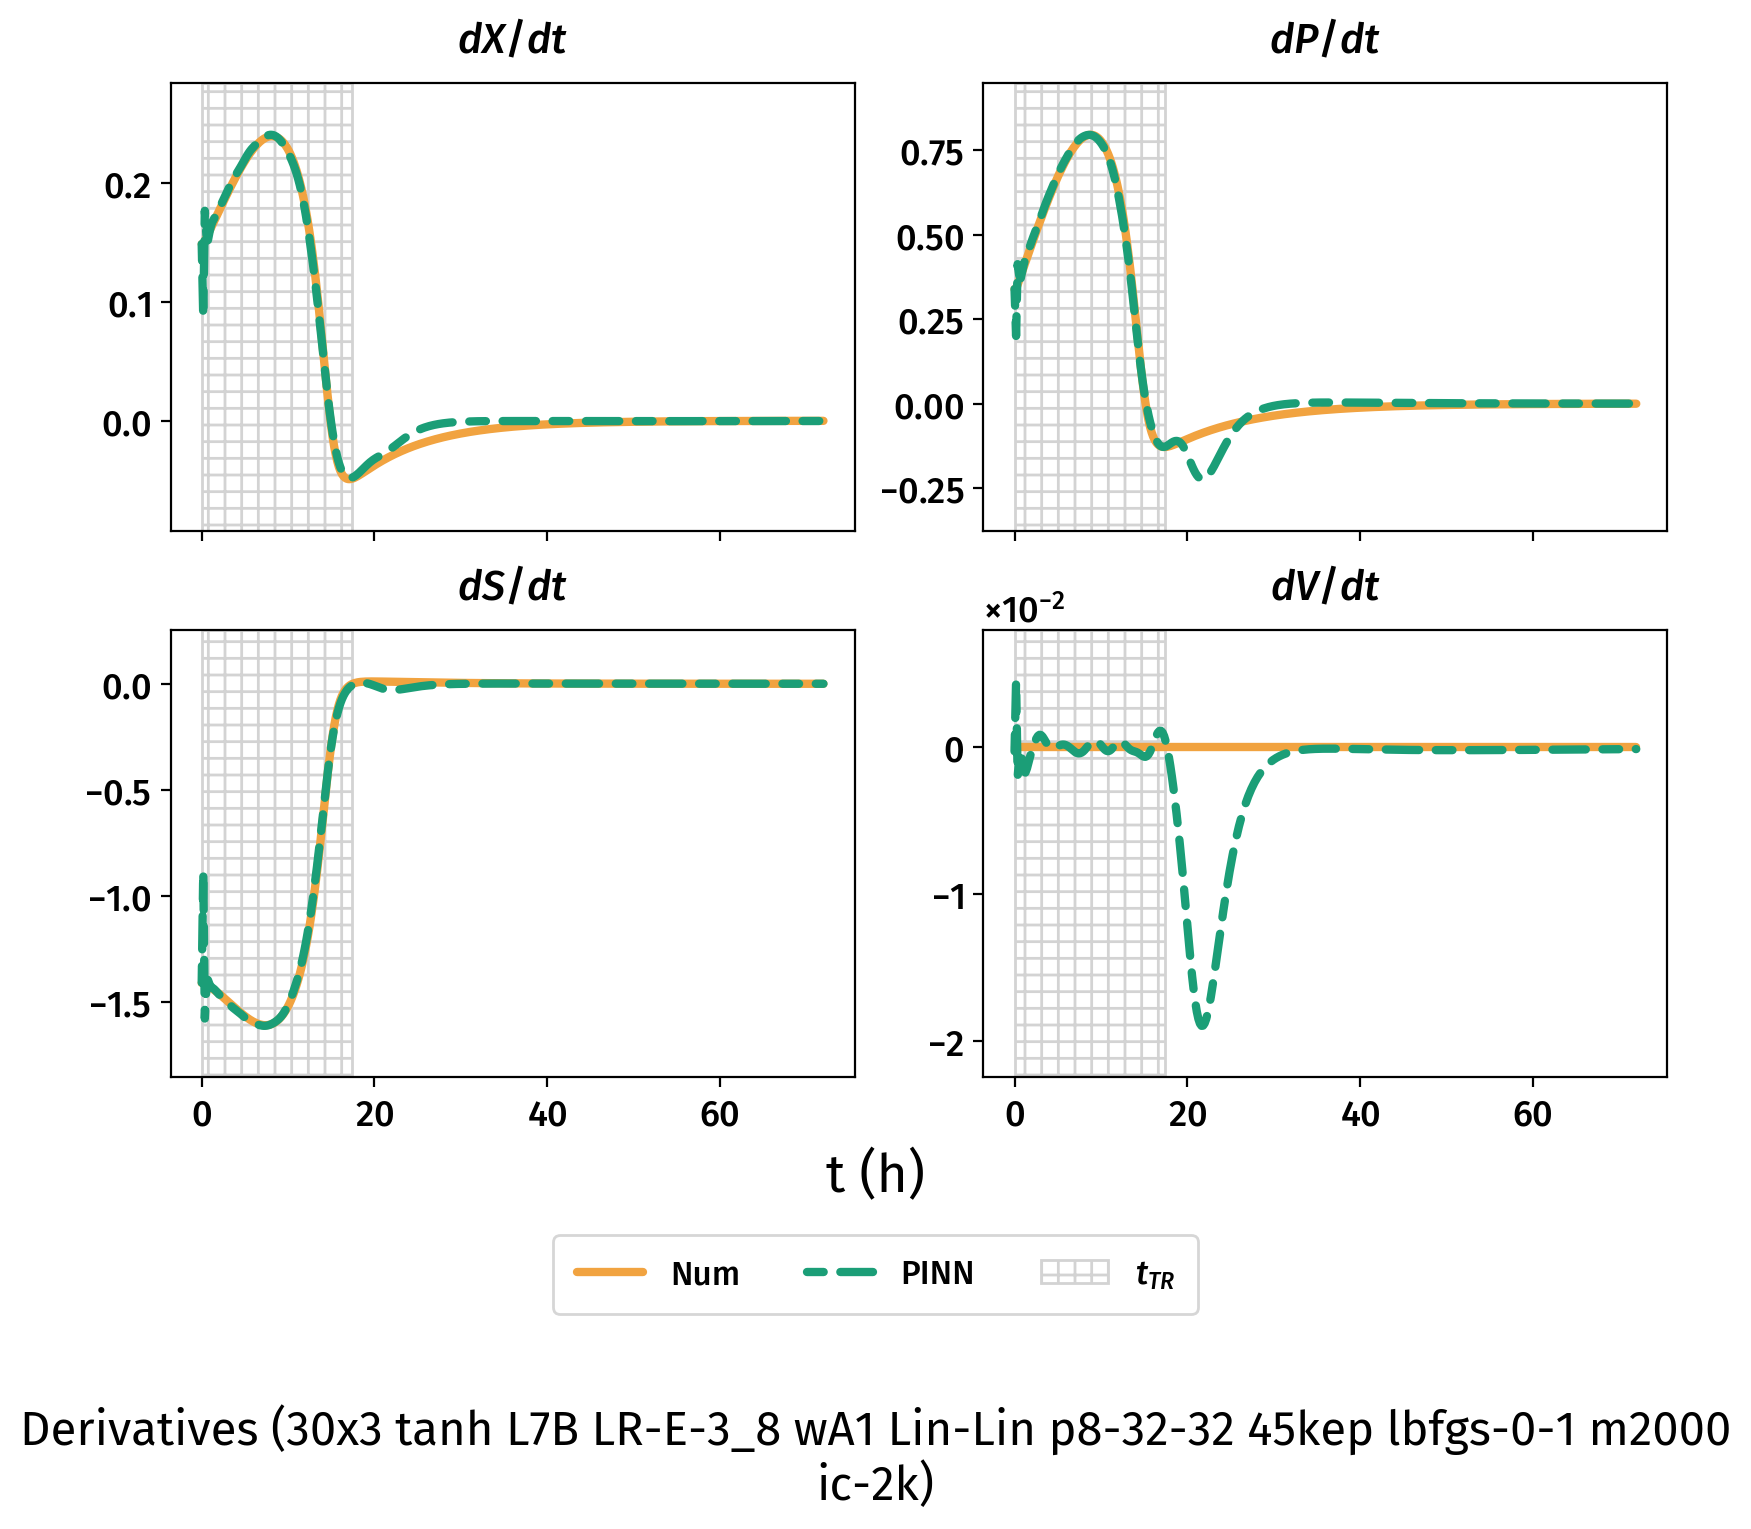 dX/dt
0.2
0.1
0.0
dP/dt
0.75
0.50
0.25
0.00
−0.25
dS/dt
0.0
−0.5
−1.0
−1.5
0 20 40 60
dV/dt
×10⁻²
0
−1
−2
0 20 40 60
t (h)
Num PINN t_TR
Derivatives (30x3 tanh L7B LR-E-3_8 wA1 Lin-Lin p8-32-32 45kep lbfgs-0-1 m2000
ic-2k)